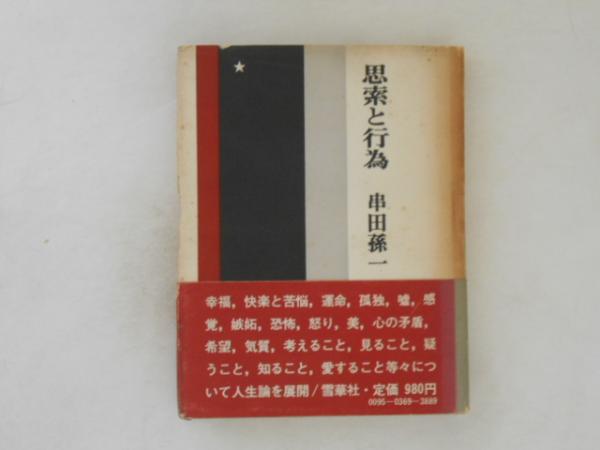 思索と行為
串田孫一
幸福，快楽と苦悩，運命，孤独，嘘，感
覚，嫉妬，恐怖，怒り，美，心の矛盾，
希望，気質，考えること，見ること，疑
うこと，知ること，愛すること等々につ
いて人生論を展開/雪華社・定価 980円
0095-0369-3889